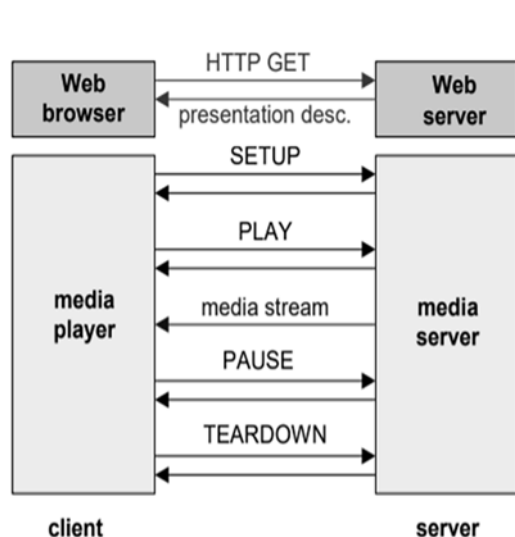 HTTP GET
Web
browser
Web
server
presentation desc.
SETUP
PLAY
media
player
media stream
media
server
PAUSE
TEARDOWN
client
server